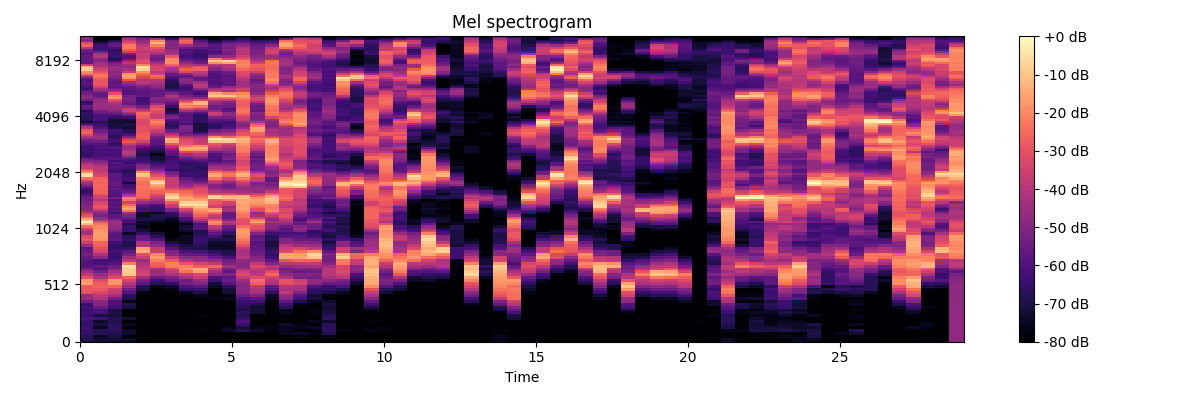 Mel spectrogram
8192
4096
2048
1024
512
0
Hz
0 5 10 15 20 25
Time
+0 dB
-10 dB
-20 dB
-30 dB
-40 dB
-50 dB
-60 dB
-70 dB
-80 dB